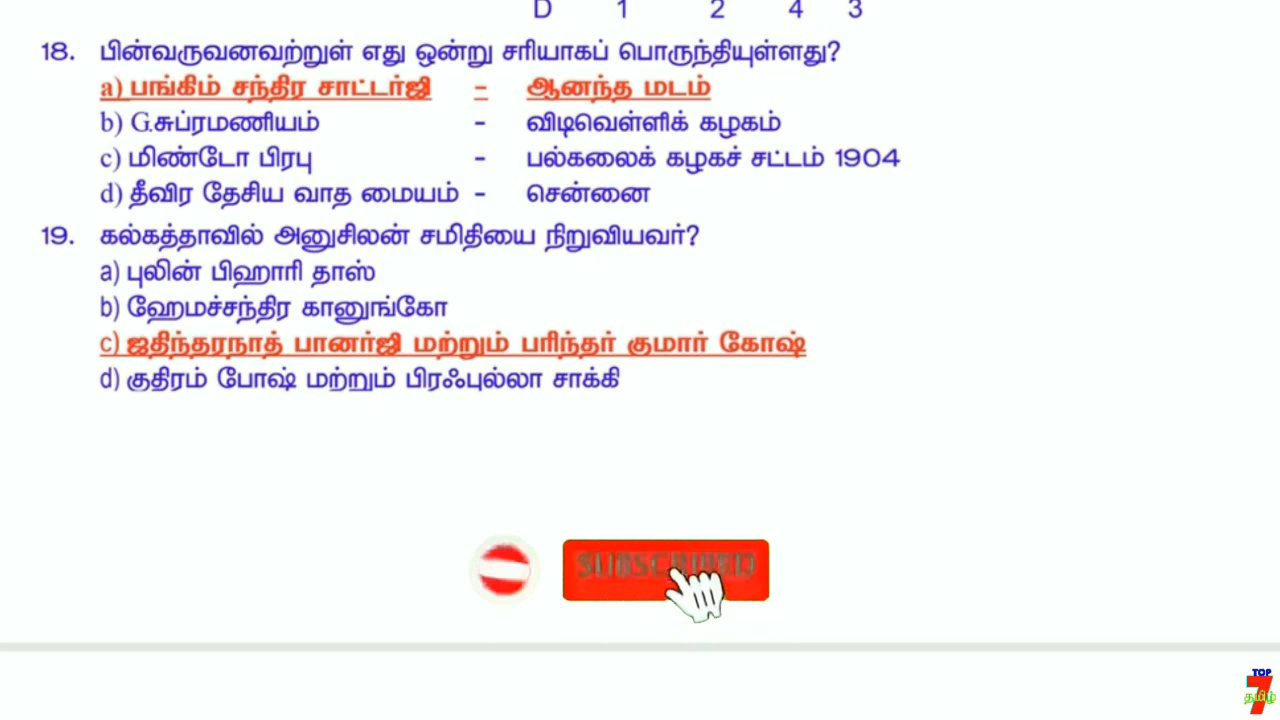 D 1 2 4 3
18. பின்வருவனவற்றுள் எது ஒன்று சரியாகப் பொருந்தியுள்ளது?
a) பங்கிம் சந்திர சாட்டர்ஜி - ஆனந்த மடம்
b) G.சுப்ரமணியம் - விடிவெள்ளிக் கழகம்
c) மிண்டோ பிரபு - பல்கலைக் கழகச் சட்டம் 1904
d) தீவிர தேசிய வாத மையம் - சென்னை
19. கல்கத்தாவில் அனுசிலன் சமிதியை நிறுவியவர்?
a) புலின் பிஹாரி தாஸ்
b) ஹேமச்சந்திர கானுங்கோ
c) ஜதிந்தரநாத் பானர்ஜி மற்றும் பரிந்தர் குமார் கோஷ்
d) குதிரம் போஷ் மற்றும் பிரஃபுல்லா சாக்கி
SUBSCRIBED
TOP
7
தமிழ்